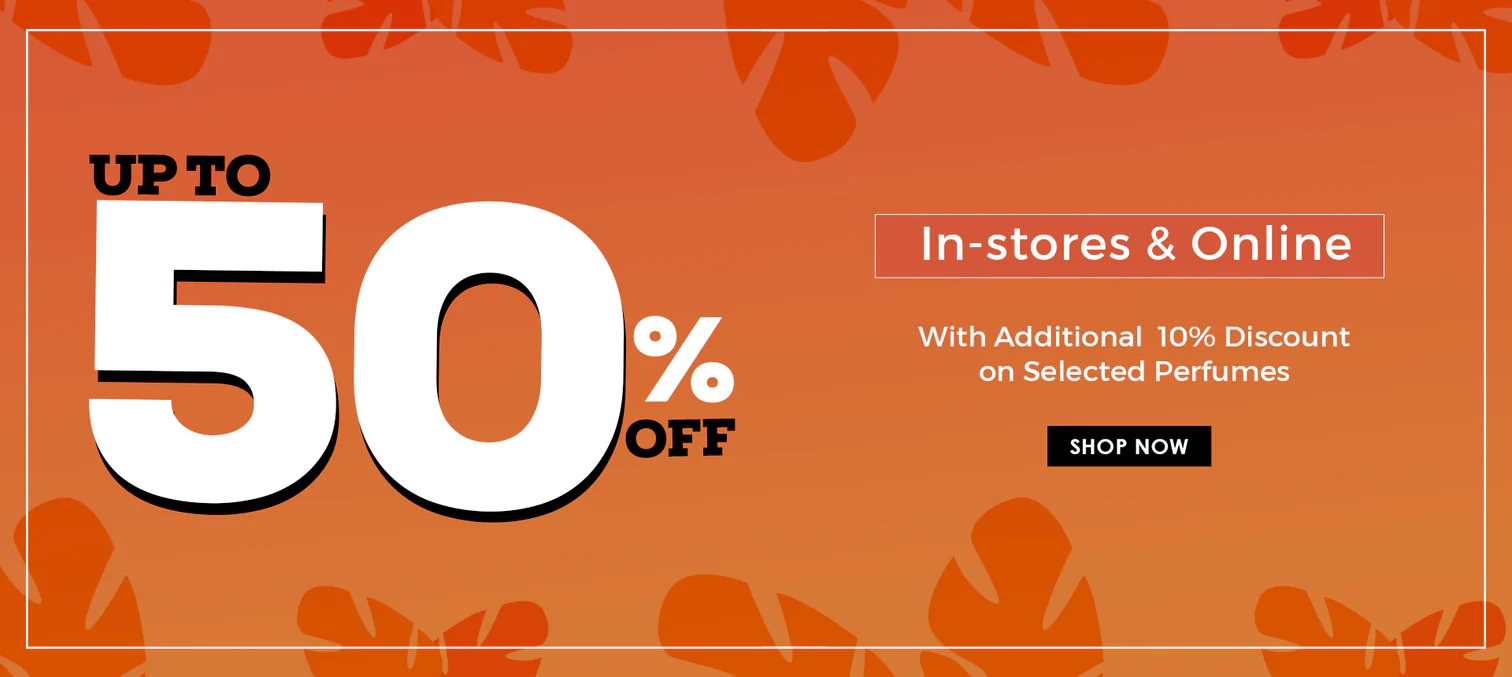 UP TO
50%
OFF
In-stores & Online
With Additional 10% Discount
on Selected Perfumes
SHOP NOW